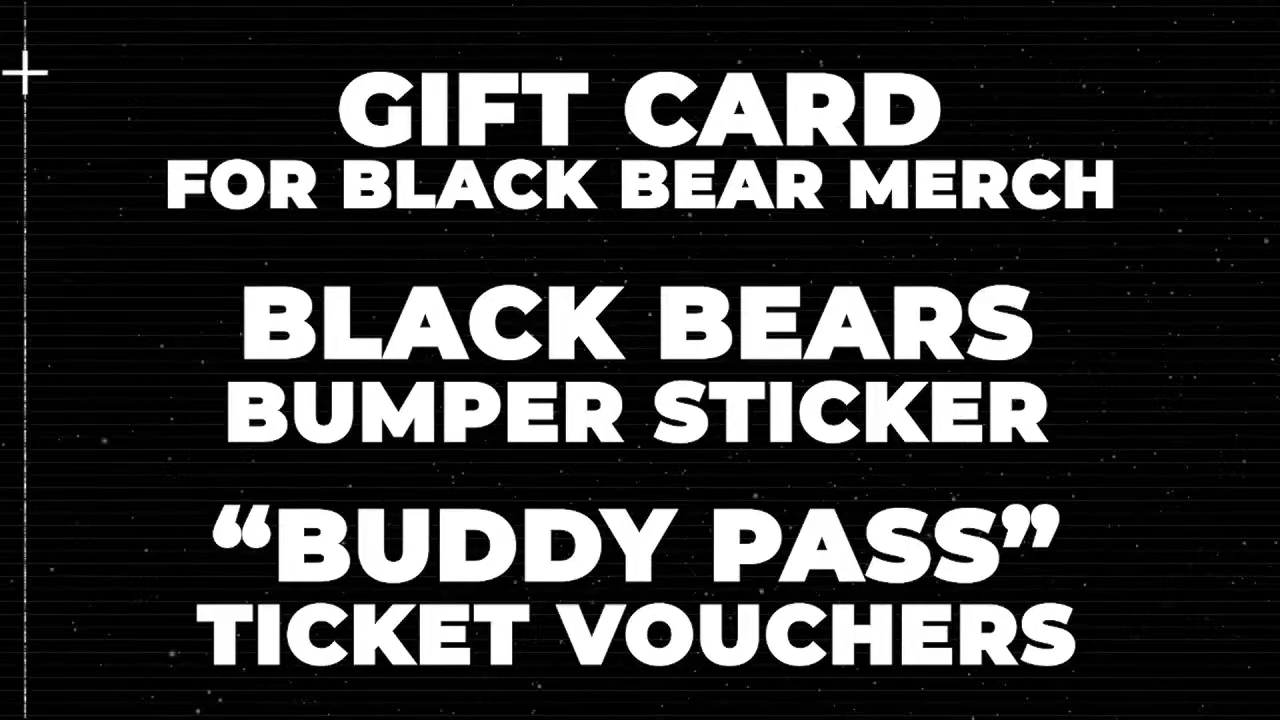 GIFT CARD
FOR BLACK BEAR MERCH
BLACK BEARS
BUMPER STICKER
“BUDDY PASS”
TICKET VOUCHERS